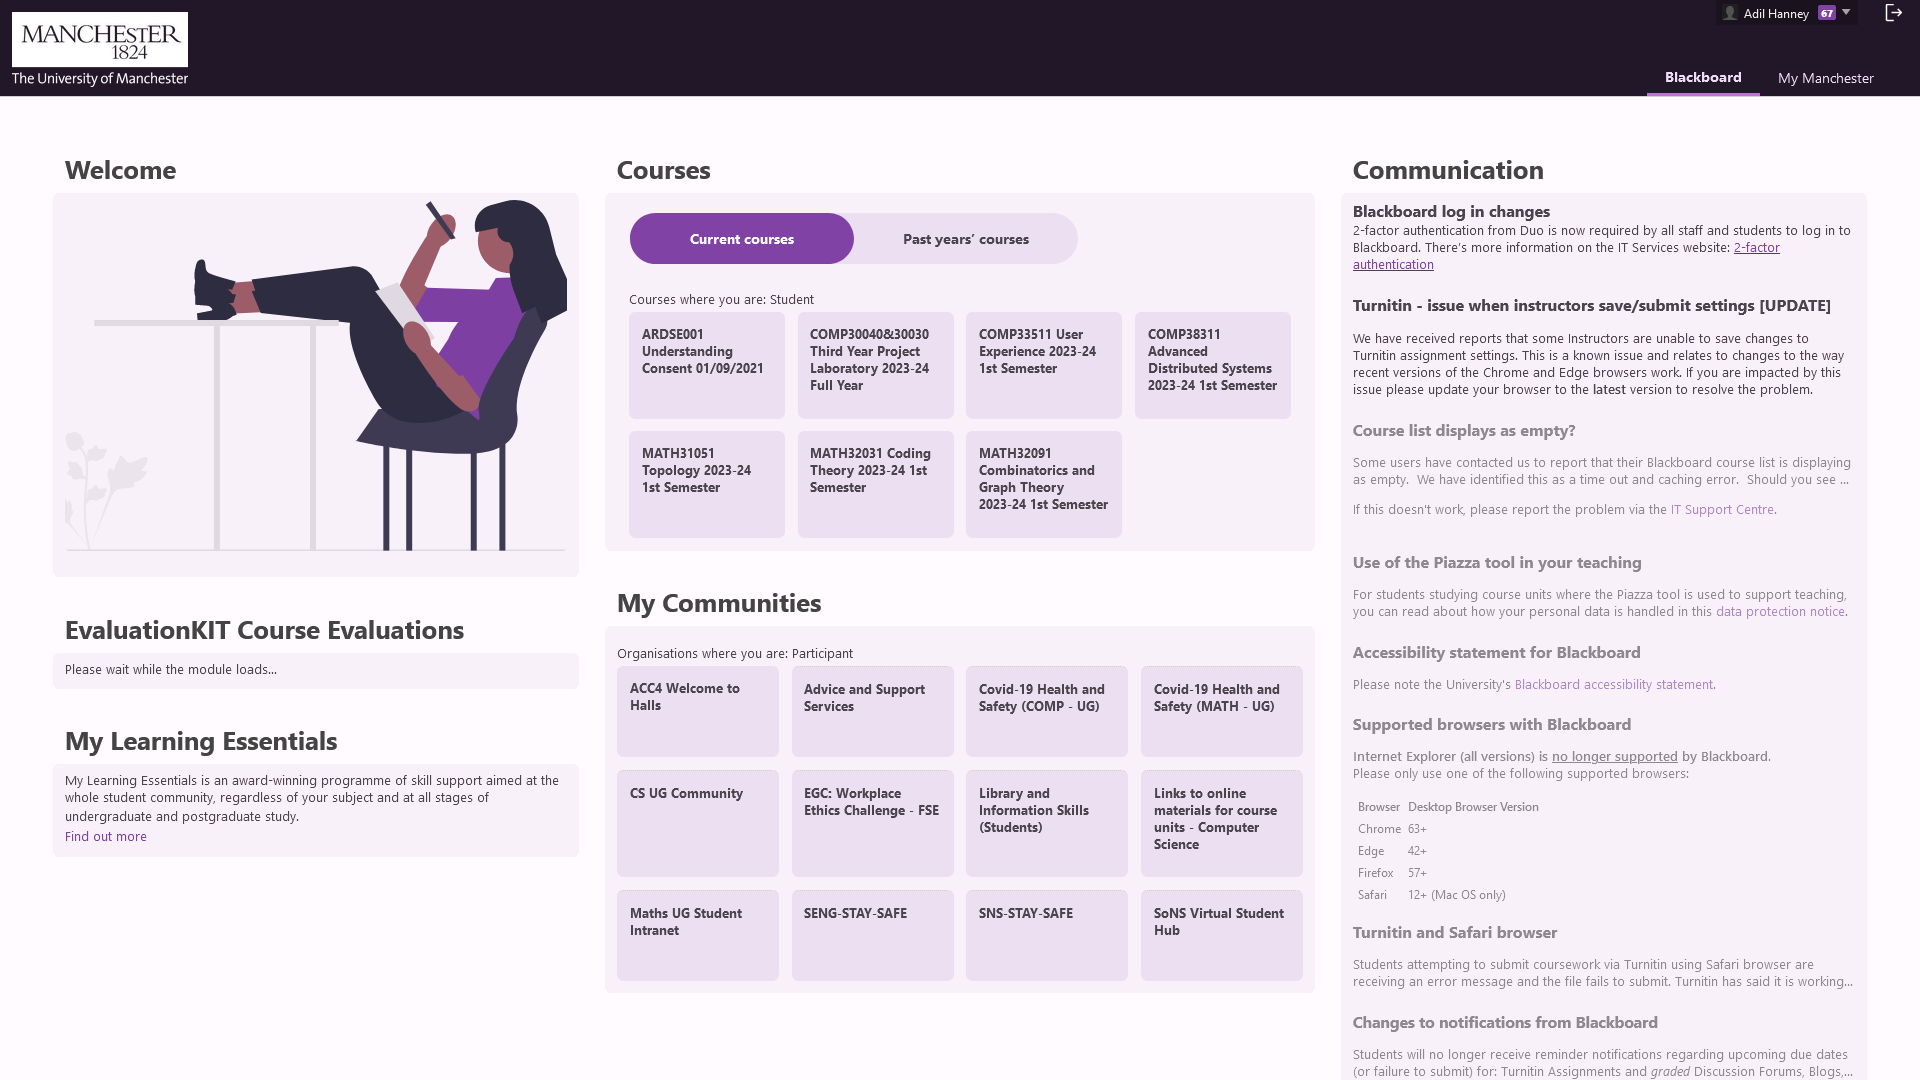 MANCHESTER
1824
The University of Manchester
Adil Hanney 67
Blackboard
My Manchester
Welcome
EvaluationKIT Course Evaluations
Please wait while the module loads...
My Learning Essentials
My Learning Essentials is an award-winning programme of skill support aimed at the
whole student community, regardless of your subject and at all stages of
undergraduate and postgraduate study.
Find out more
Courses
Current courses
Past years’ courses
Courses where you are: Student
ARDSE001
Understanding
Consent 01/09/2021
COMP30040&30030
Third Year Project
Laboratory 2023-24
Full Year
COMP33511 User
Experience 2023-24
1st Semester
COMP38311
Advanced
Distributed Systems
2023-24 1st Semester
MATH31051
Topology 2023-24
1st Semester
MATH32031 Coding
Theory 2023-24 1st
Semester
MATH32091
Combinatorics and
Graph Theory
2023-24 1st Semester
My Communities
Organisations where you are: Participant
ACC4 Welcome to
Halls
Advice and Support
Services
Covid-19 Health and
Safety (COMP - UG)
Covid-19 Health and
Safety (MATH - UG)
CS UG Community
EGC: Workplace
Ethics Challenge - FSE
Library and
Information Skills
(Students)
Links to online
materials for course
units - Computer
Science
Maths UG Student
Intranet
SENG-STAY-SAFE
SNS-STAY-SAFE
SoNS Virtual Student
Hub
Communication
Blackboard log in changes
2-factor authentication from Duo is now required by all staff and students to log in to
Blackboard. There’s more information on the IT Services website: 2-factor
authentication
Turnitin - issue when instructors save/submit settings [UPDATE]
We have received reports that some Instructors are unable to save changes to
Turnitin assignment settings. This is a known issue and relates to changes to the way
recent versions of the Chrome and Edge browsers work. If you are impacted by this
issue please update your browser to the latest version to resolve the problem.
Course list displays as empty?
Some users have contacted us to report that their Blackboard course list is displaying
as empty.  We have identified this as a time out and caching error.  Should you see ...
If this doesn't work, please report the problem via the IT Support Centre.
Use of the Piazza tool in your teaching
For students studying course units where the Piazza tool is used to support teaching,
you can read about how your personal data is handled in this data protection notice.
Accessibility statement for Blackboard
Please note the University's Blackboard accessibility statement.
Supported browsers with Blackboard
Internet Explorer (all versions) is no longer supported by Blackboard.
Please only use one of the following supported browsers:
Browser Desktop Browser Version
Chrome 63+
Edge 42+
Firefox 57+
Safari 12+ (Mac OS only)
Turnitin and Safari browser
Students attempting to submit coursework via Turnitin using Safari browser are
receiving an error message and the file fails to submit. Turnitin has said it is working...
Changes to notifications from Blackboard
Students will no longer receive reminder notifications regarding upcoming due dates
(or failure to submit) for: Turnitin Assignments and graded Discussion Forums, Blogs,...